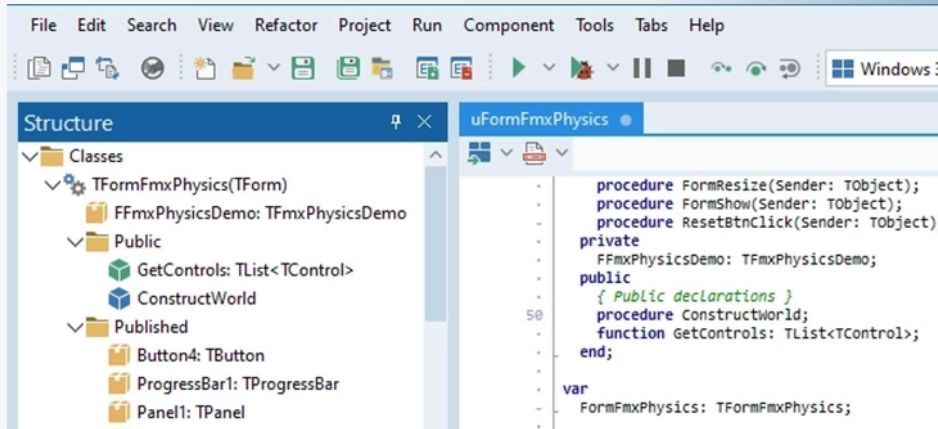 File Edit Search View Refactor Project Run Component Tools Tabs Help
Windows 3
Structure
Classes
TFormFmxPhysics(TForm)
FFmxPhysicsDemo: TFmxPhysicsDemo
Public
GetControls: TList<TControl>
ConstructWorld
Published
Button4: TButton
ProgressBar1: TProgressBar
Panel1: TPanel
uFormFmxPhysics
procedure FormResize(Sender: TObject);
procedure FormShow(Sender: TObject);
procedure ResetBtnClick(Sender: TObject)
private
FFmxPhysicsDemo: TFmxPhysicsDemo;
public
{ Public declarations }
50 procedure ConstructWorld;
function GetControls: TList<TControl>;
end;
var
FormFmxPhysics: TFormFmxPhysics;